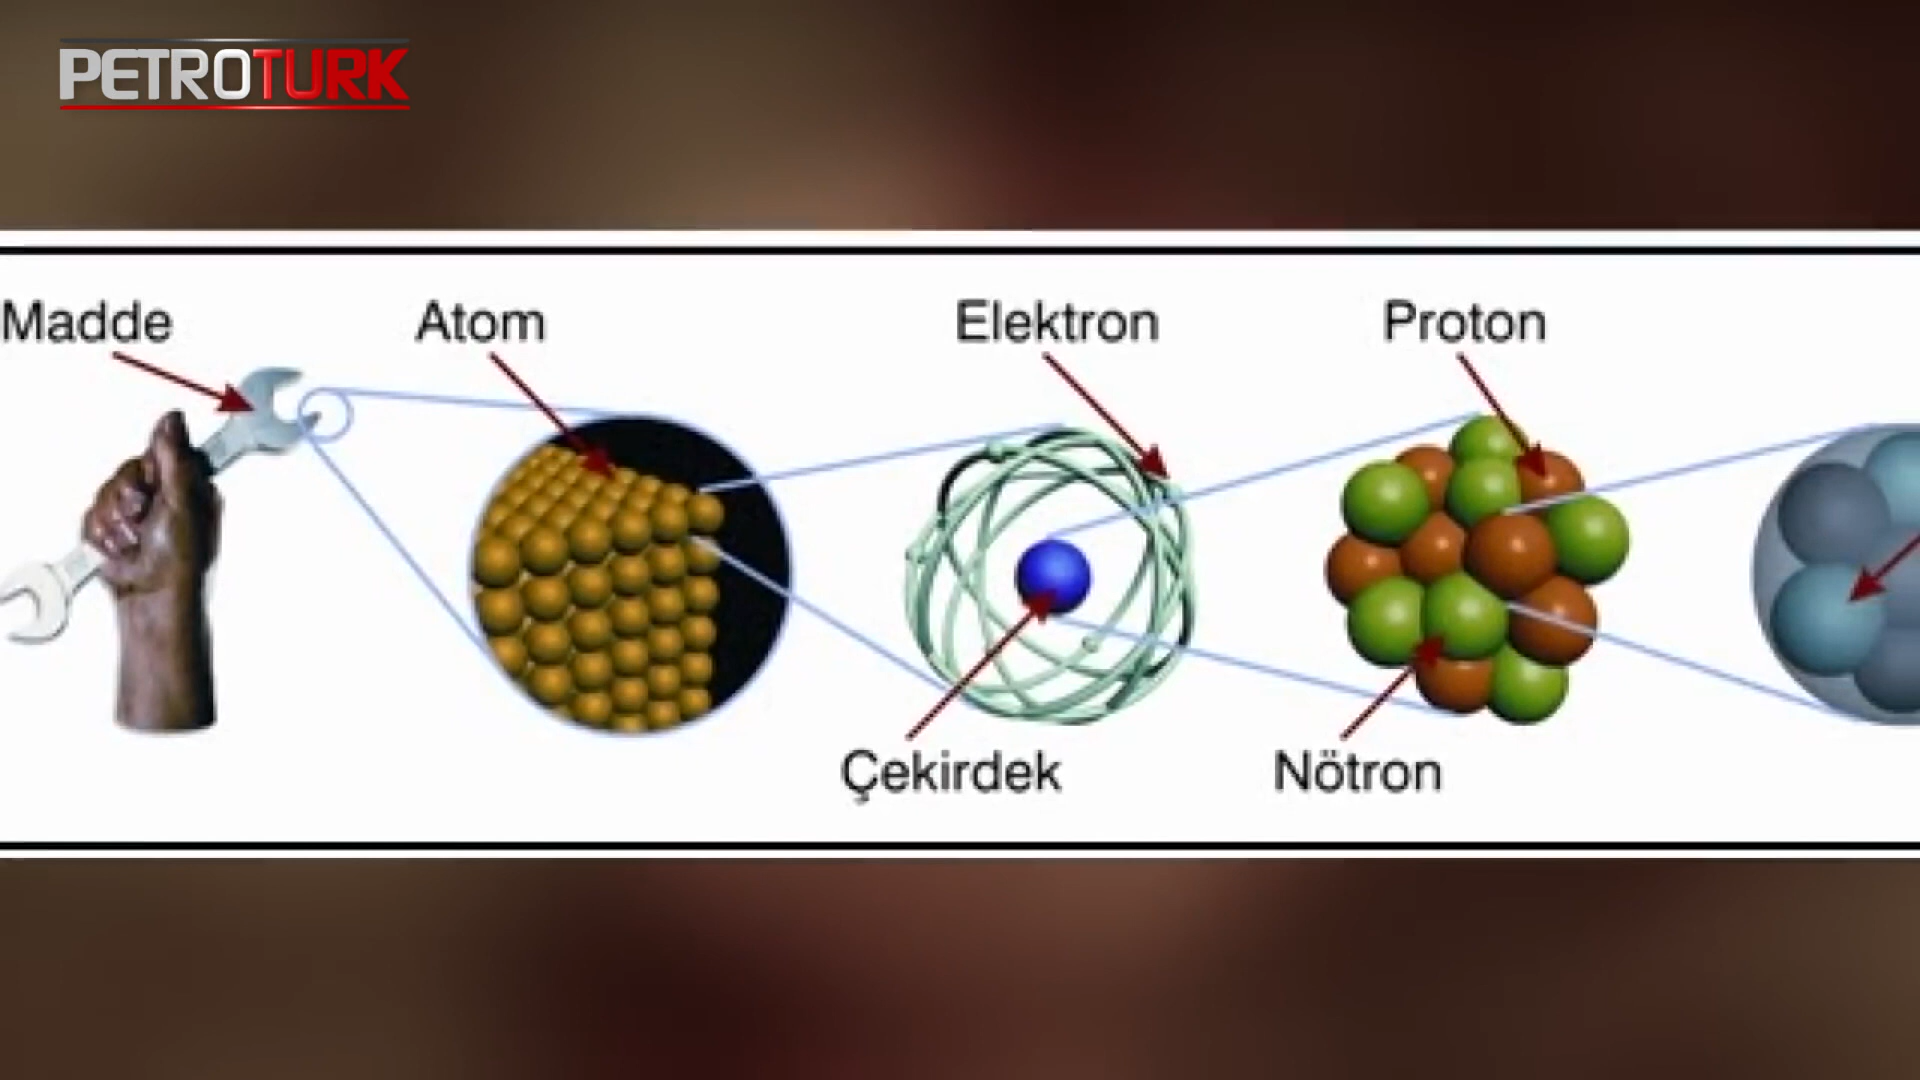 PETROTURK
Madde
Atom
Elektron
Proton
Çekirdek
Nötron